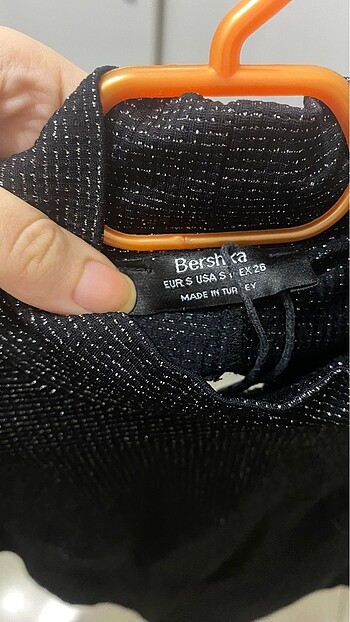 Bershka
EUR S USA S MEX 26
MADE IN TURKEY